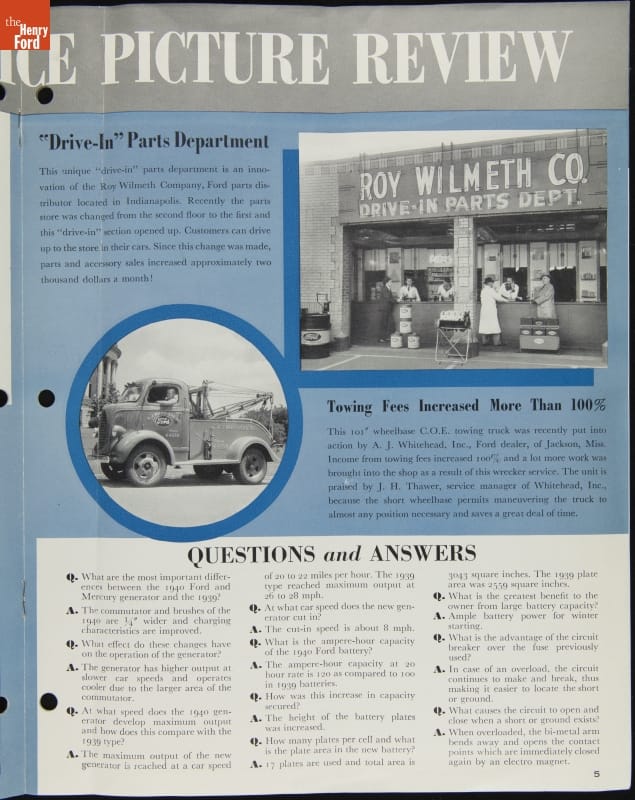 the
Henry
Ford
ICE PICTURE REVIEW
"Drive-In" Parts Department
This unique "drive-in" parts department is an inno-
vation of the Roy Wilmeth Company, Ford parts dis-
tributor located in Indianapolis. Recently the parts
store was changed from the second floor to the first and
this "drive-in" section opened up. Customers can drive
up to the store in their cars. Since this change was made,
parts and accessory sales increased approximately two
thousand dollars a month!
ROY WILMETH CO.
DRIVE-IN PARTS DEPT.
Towing Fees Increased More Than 100%
This 101" wheelbase C.O.E. towing truck was recently put into
action by A. J. Whitehead, Inc., Ford dealer, of Jackson, Miss.
Income from towing fees increased 100% and a lot more work was
brought into the shop as a result of this wrecker service. The unit is
praised by J. H. Thawer, service manager of Whitehead, Inc.,
because the short wheelbase permits maneuvering the truck to
almost any position necessary and saves a great deal of time.
QUESTIONS and ANSWERS
Q. What are the most important differ-
ences between the 1940 Ford and
Mercury generator and the 1939?
A. The commutator and brushes of the
1940 are 1/4" wider and charging
characteristics are improved.
Q. What effect do these changes have
on the operation of the generator?
A. The generator has higher output at
slower car speeds and operates
cooler due to the larger area of the
commutator.
Q. At what speed does the 1940 gen-
erator develop maximum output
and how does this compare with the
1939 type?
A. The maximum output of the new
generator is reached at a car speed
of 20 to 22 miles per hour. The 1939
type reached maximum output at
26 to 28 mph.
Q. At what car speed does the new gen-
erator cut in?
A. The cut-in speed is about 8 mph.
Q. What is the ampere-hour capacity
of the 1940 Ford battery?
A. The ampere-hour capacity at 20
hour rate is 120 as compared to 100
in 1939 batteries.
Q. How was this increase in capacity
secured?
A. The height of the battery plates
was increased.
Q. How many plates per cell and what
is the plate area in the new battery?
A. 17 plates are used and total area is
3043 square inches. The 1939 plate
area was 2559 square inches.
Q. What is the greatest benefit to the
owner from large battery capacity?
A. Ample battery power for winter
starting.
Q. What is the advantage of the circuit
breaker over the fuse previously
used?
A. In case of an overload, the circuit
continues to make and break, thus
making it easier to locate the short
or ground.
Q. What causes the circuit to open and
close when a short or ground exists?
A. When overloaded, the bi-metal arm
bends away and opens the contact
points which are immediately closed
again by an electro magnet.
5